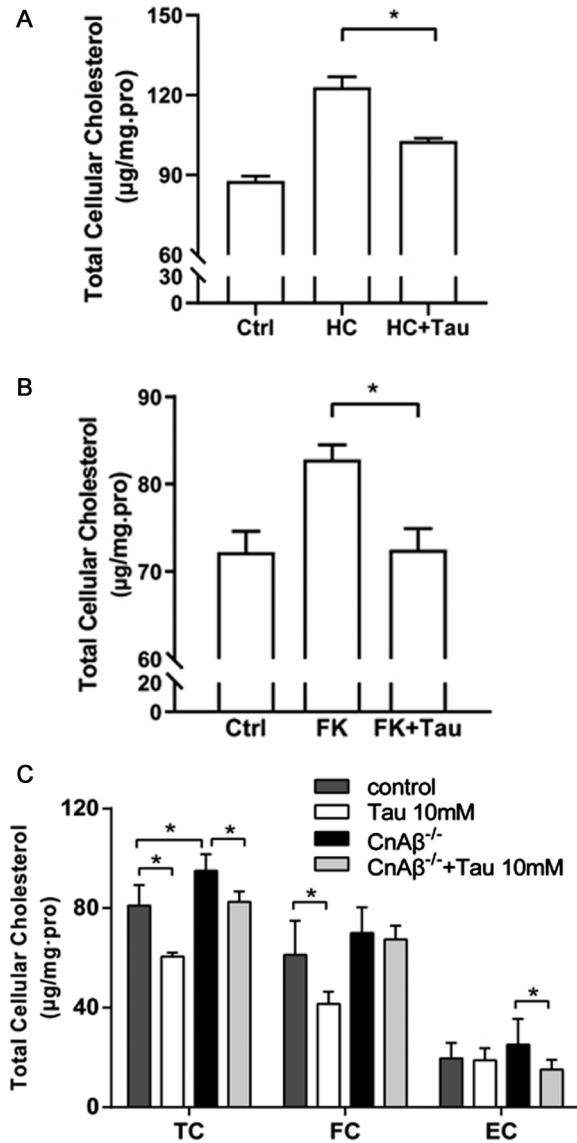 A
Total Cellular Cholesterol
(μg/mg.pro)
150
120
90
60
30
0
*
Ctrl HC HC+Tau
B
Total Cellular Cholesterol
(μg/mg.pro)
90
80
70
60
20
0
*
Ctrl FK FK+Tau
C
Total Cellular Cholesterol
(μg/mg·pro)
120
80
40
0
control
Tau 10mM
CnAβ-/-
CnAβ-/-+Tau 10mM
* *
*
*
*
TC FC EC